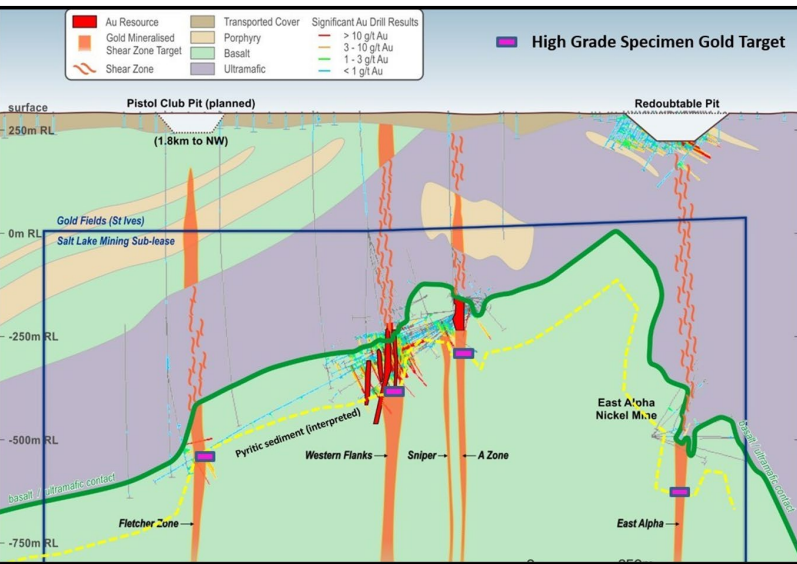 Au Resource
Gold Mineralised
Shear Zone Target
Shear Zone
Transported Cover
Porphyry
Basalt
Ultramafic
Significant Au Drill Results
> 10 g/t Au
3 - 10 g/t Au
1 - 3 g/t Au
< 1 g/t Au
High Grade Specimen Gold Target
surface
Pistol Club Pit (planned)
Redoubtable Pit
250m RL
(1.8km to NW)
Gold Fields (St Ives)
0m RL
Salt Lake Mining Sub-lease
-250m RL
East Alpha
Nickel Mine
-500m RL
Pyritic sediment (interpreted)
Western Flanks
Sniper
A Zone
basalt / ultramafic contact
basalt / ultramafic contact
Fletcher Zone
East Alpha
-750m RL